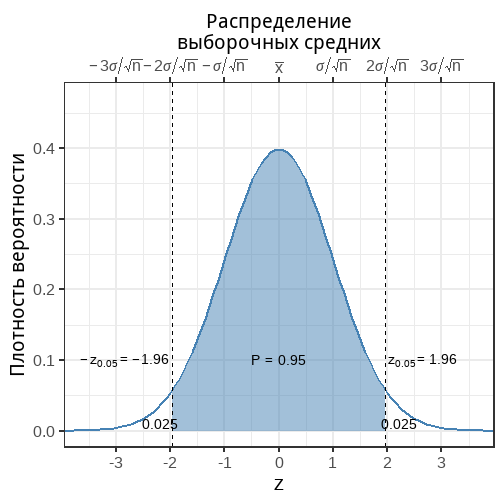 Распределение
выборочных средних
−3σ/√n −2σ/√n −σ/√n x̅ σ/√n 2σ/√n 3σ/√n
Плотность вероятности
0.4
0.3
0.2
0.1
0.0
−z0.05 = −1.96
P = 0.95
z0.05 = 1.96
0.025
0.025
-3 -2 -1 0 1 2 3
z